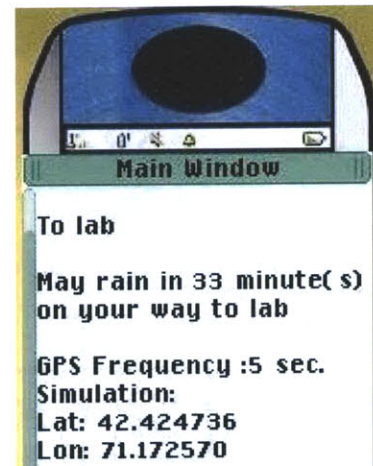 Main Window
To lab
May rain in 33 minute( s)
on your way to lab
GPS Frequency :5 sec.
Simulation:
Lat: 42.424736
Lon: 71.172570